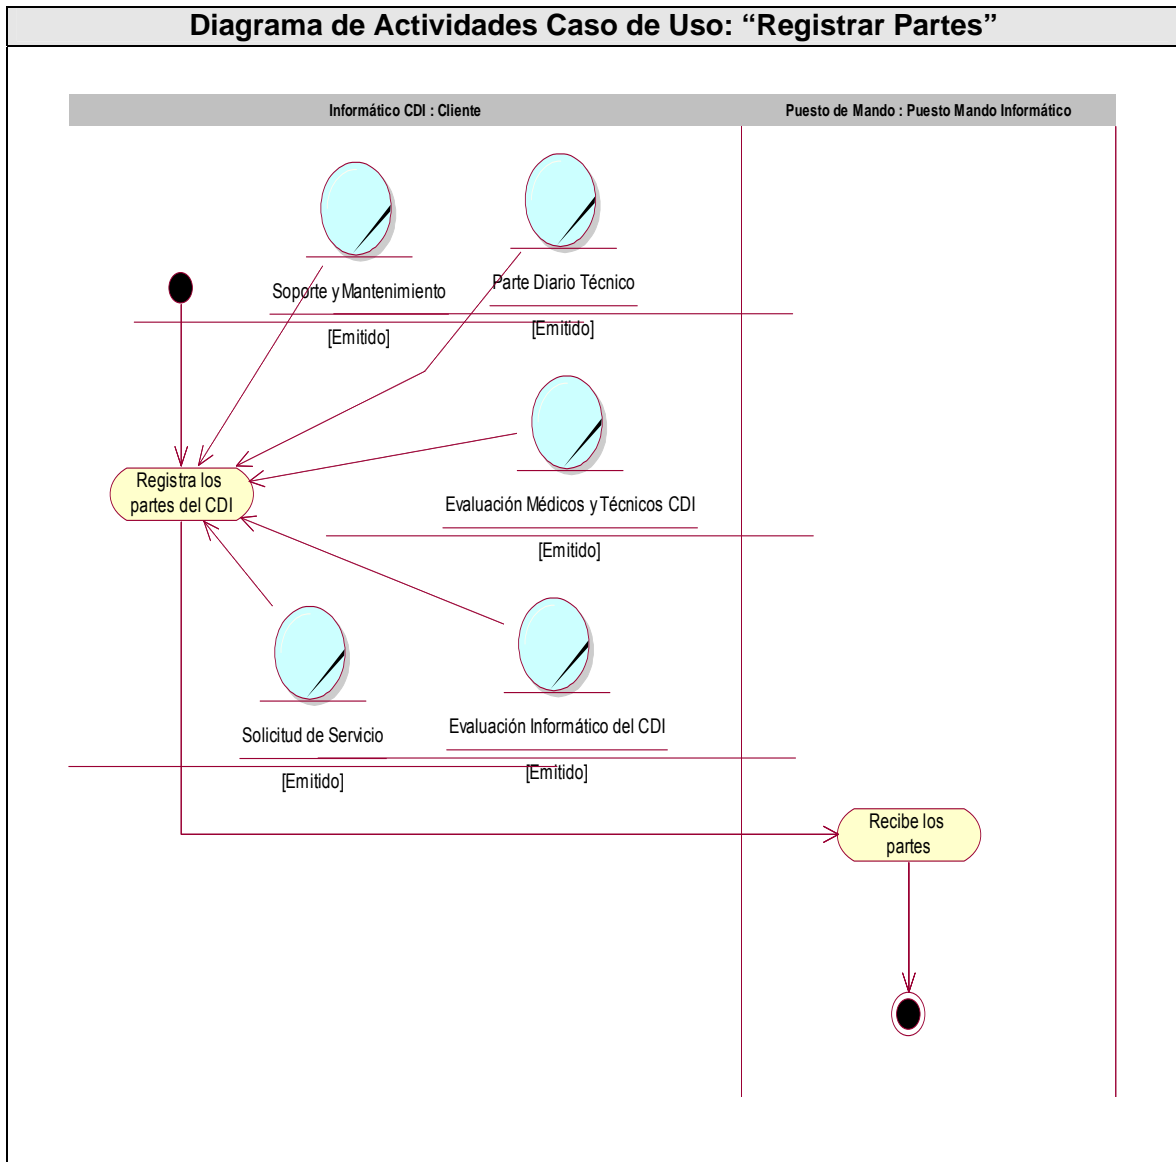 Diagrama de Actividades Caso de Uso: “Registrar Partes”
Informático CDI : Cliente
Puesto de Mando : Puesto Mando Informático
Soporte y Mantenimiento
[Emitido]
Parte Diario Técnico
[Emitido]
Registra los
partes del CDI
Evaluación Médicos y Técnicos CDI
[Emitido]
Solicitud de Servicio
[Emitido]
Evaluación Informático del CDI
[Emitido]
Recibe los
partes